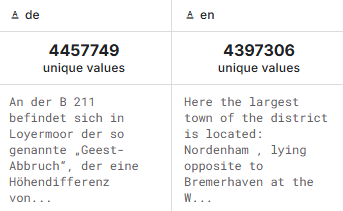 de
en
4457749
unique values
4397306
unique values
An der B 211
befindet sich in
Loyermoor der so
genannte „Geest-
Abbruch“, der eine
Höhendifferenz
von...
Here the largest
town of the district
is located:
Nordenham , lying
opposite to
Bremerhaven at the
W...